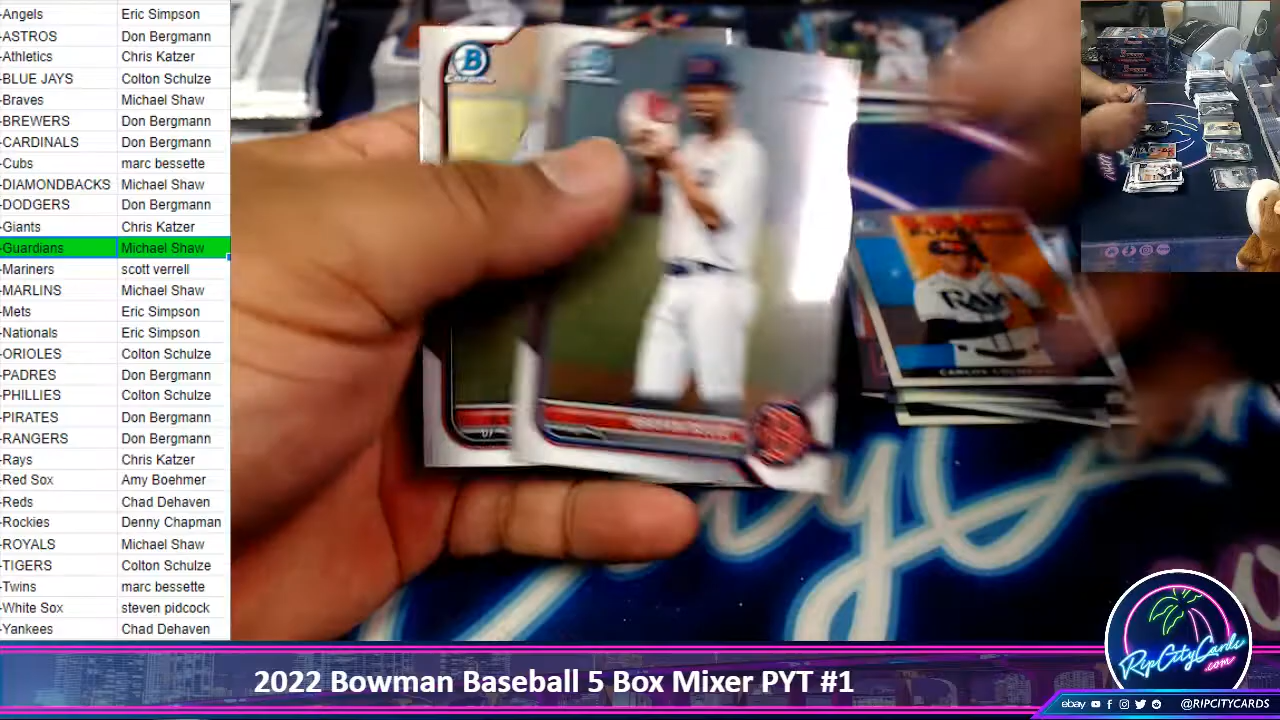 -Angels Eric Simpson
-ASTROS Don Bergmann
-Athletics Chris Katzer
-BLUE JAYS Colton Schulze
-Braves Michael Shaw
-BREWERS Don Bergmann
-CARDINALS Don Bergmann
-Cubs marc bessette
-DIAMONDBACKS Michael Shaw
-DODGERS Don Bergmann
-Giants Chris Katzer
-Guardians Michael Shaw
-Mariners scott verrell
-MARLINS Michael Shaw
-Mets Eric Simpson
-Nationals Eric Simpson
-ORIOLES Colton Schulze
-PADRES Don Bergmann
-PHILLIES Colton Schulze
-PIRATES Don Bergmann
-RANGERS Don Bergmann
-Rays Chris Katzer
-Red Sox Amy Boehmer
-Reds Chad Dehaven
-Rockies Denny Chapman
-ROYALS Michael Shaw
-TIGERS Colton Schulze
-Twins marc bessette
-White Sox steven pidcock
-Yankees Chad Dehaven
B
Chrome
RAYS
CARLOS
RipCityCards
.com
2022 Bowman Baseball 5 Box Mixer PYT #1
ebay @RIPCITYCARDS